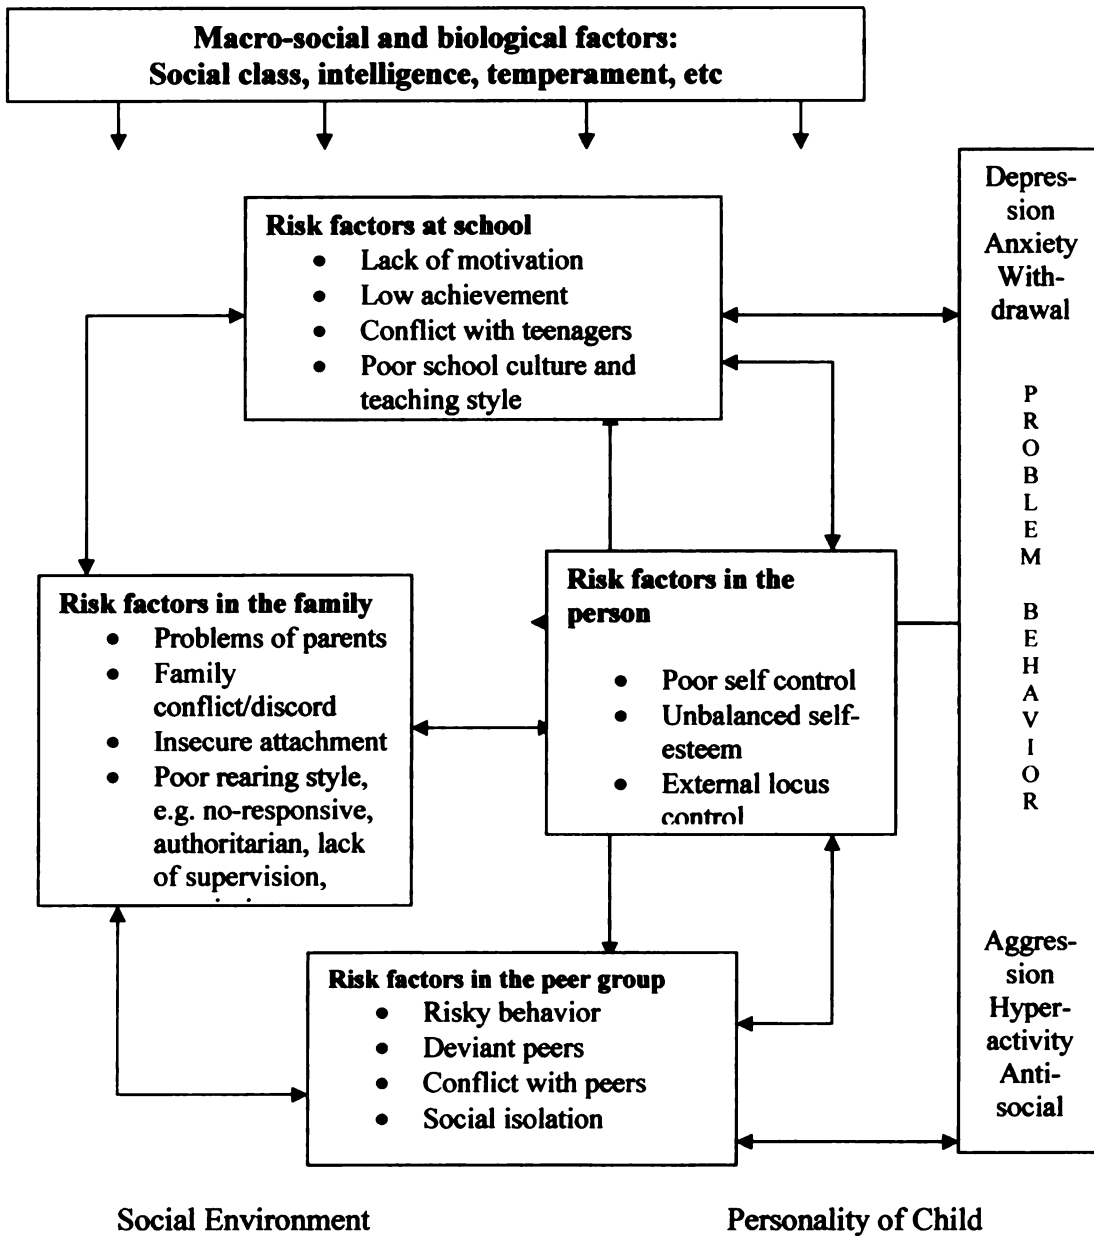 Macro-social and biological factors:
Social class, intelligence, temperament, etc
Risk factors at school
• Lack of motivation
• Low achievement
• Conflict with teenagers
• Poor school culture and
teaching style
Risk factors in the family
• Problems of parents
• Family
conflict/discord
• Insecure attachment
• Poor rearing style,
e.g. no-responsive,
authoritarian, lack
of supervision,
Risk factors in the
person
• Poor self control
• Unbalanced self-
esteem
• External locus
control
Risk factors in the peer group
• Risky behavior
• Deviant peers
• Conflict with peers
• Social isolation
Depres-
sion
Anxiety
With-
drawal
P
R
O
B
L
E
M
B
E
H
A
V
I
O
R
Aggres-
sion
Hyper-
activity
Anti-
social
Social Environment
Personality of Child